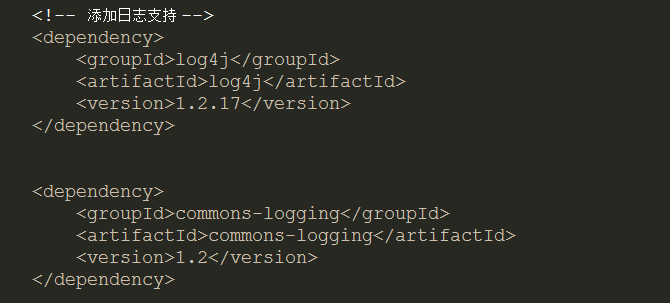 <!-- 添加日志支持 -->
<dependency>
<groupId>log4j</groupId>
<artifactId>log4j</artifactId>
<version>1.2.17</version>
</dependency>
<dependency>
<groupId>commons-logging</groupId>
<artifactId>commons-logging</artifactId>
<version>1.2</version>
</dependency>